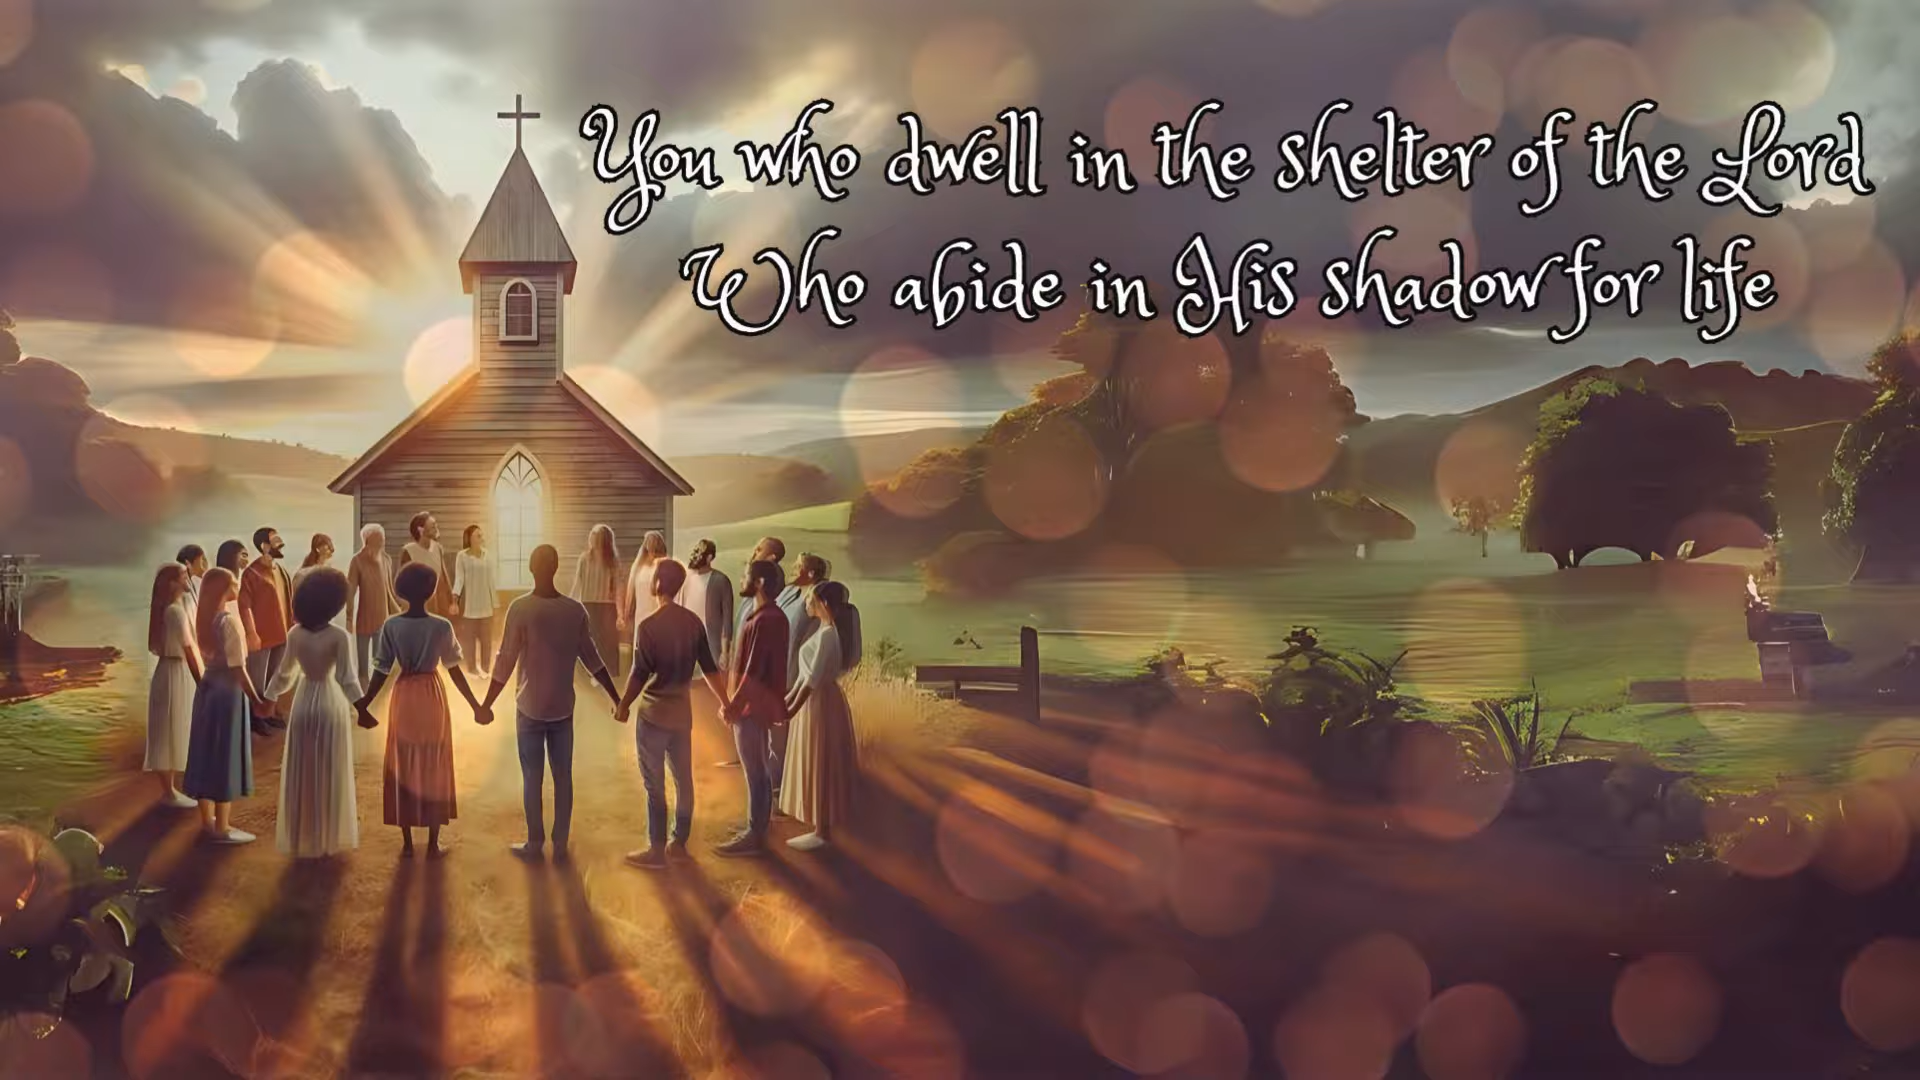 You who dwell in the shelter of the Lord
Who abide in His shadow for life